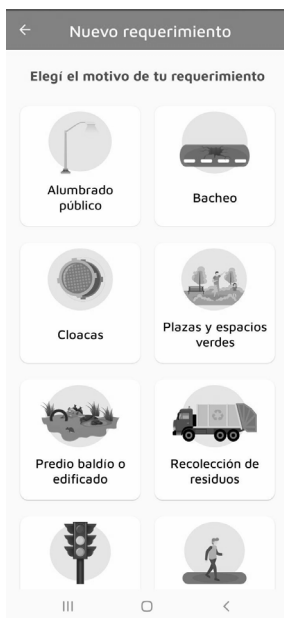 Nuevo requerimiento
Elegí el motivo de tu requerimiento
Alumbrado
público
Bacheo
Cloacas
Plazas y espacios
verdes
Predio baldío o
edificado
Recolección de
residuos